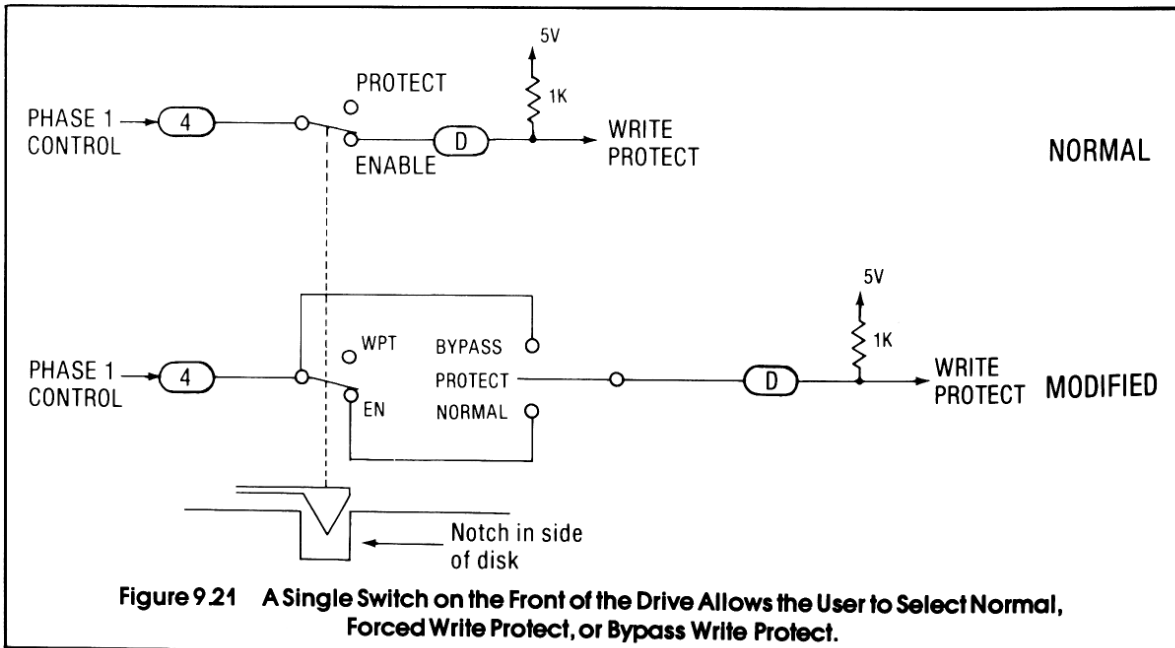 5V
PROTECT
1K
PHASE 1
CONTROL
4
D
WRITE
PROTECT
ENABLE
NORMAL
5V
WPT
BYPASS
1K
PHASE 1
CONTROL
4
PROTECT
D
WRITE
PROTECT
MODIFIED
EN
NORMAL
Notch in side
of disk
Figure 9.21 A Single Switch on the Front of the Drive Allows the User to Select Normal,
Forced Write Protect, or Bypass Write Protect.